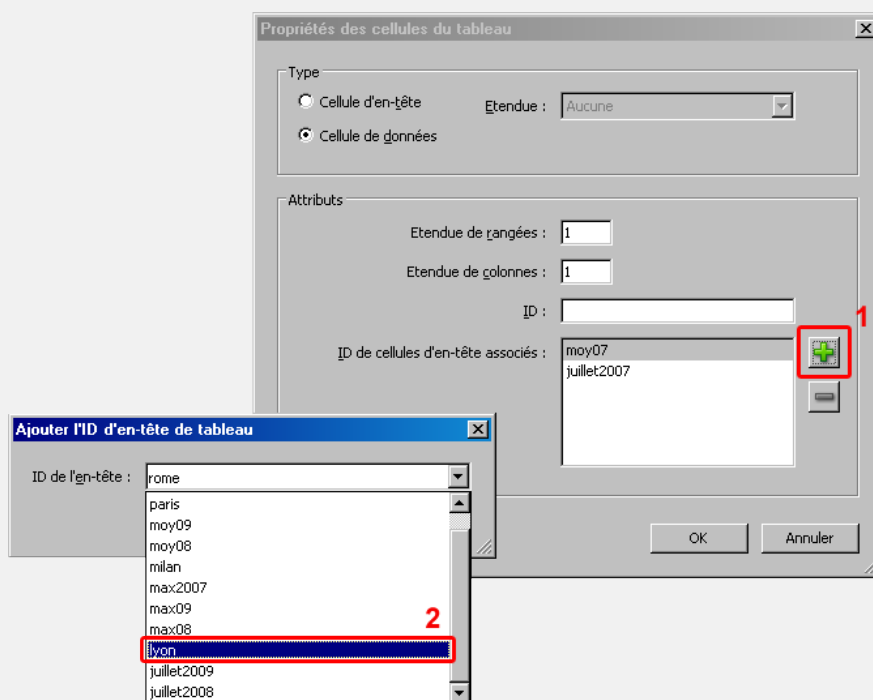 Propriétés des cellules du tableau
Type
Cellule d'en-tête
Etendue :
Aucune
Cellule de données
Attributs
Etendue de rangées :
1
Etendue de colonnes :
1
ID :
1
ID de cellules d'en-tête associés :
moy07
juillet2007
Ajouter l'ID d'en-tête de tableau
ID de l'en-tête :
rome
paris
moy09
moy08
milan
max2007
max09
max08
2
lyon
juillet2009
juillet2008
OK
Annuler